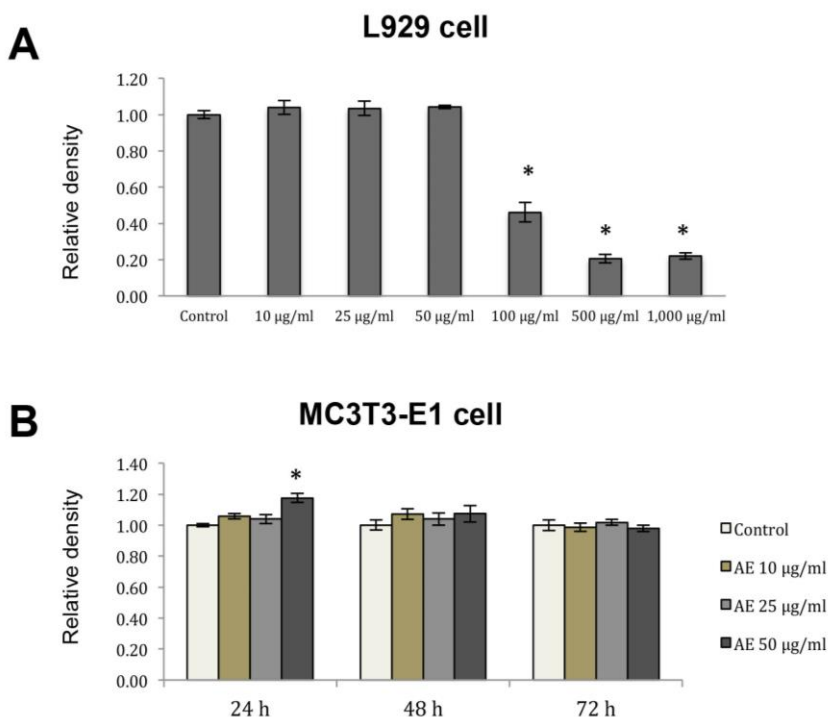 A
L929 cell
Relative density
1.20
1.00
0.80
0.60
0.40
0.20
0.00
*
*
*
Control
10 µg/ml
25 µg/ml
50 µg/ml
100 µg/ml
500 µg/ml
1,000 µg/ml
B
MC3T3-E1 cell
Relative density
1.40
1.20
1.00
0.80
0.60
0.40
0.20
0.00
*
24 h
48 h
72 h
Control
AE 10 µg/ml
AE 25 µg/ml
AE 50 µg/ml